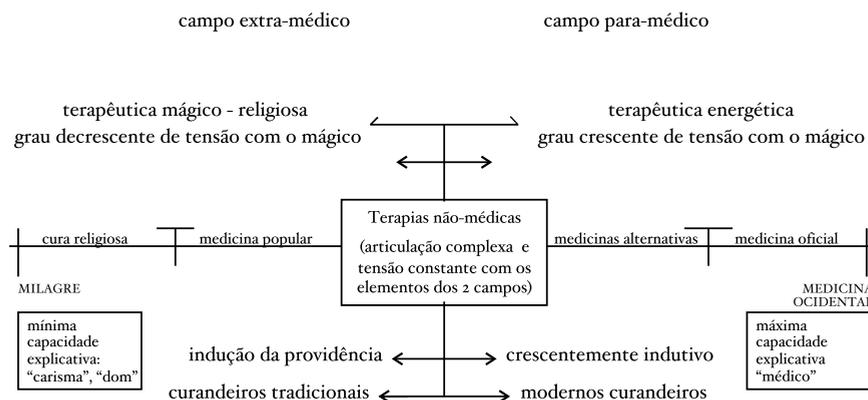 campo extra-médico
campo para-médico
terapêutica mágico - religiosa
grau decrescente de tensão com o mágico
terapêutica energética
grau crescente de tensão com o mágico
Terapias não-médicas
(articulação complexa e
tensão constante com os
elementos dos 2 campos)
cura religiosa
medicina popular
medicinas alternativas
medicina oficial
MILAGRE
MEDICINA
OCIDENTAL
mínima
capacidade
explicativa:
“carisma”, “dom”
máxima
capacidade
explicativa
“médico”
indução da providência
crescentemente indutivo
curandeiros tradicionais
modernos curandeiros